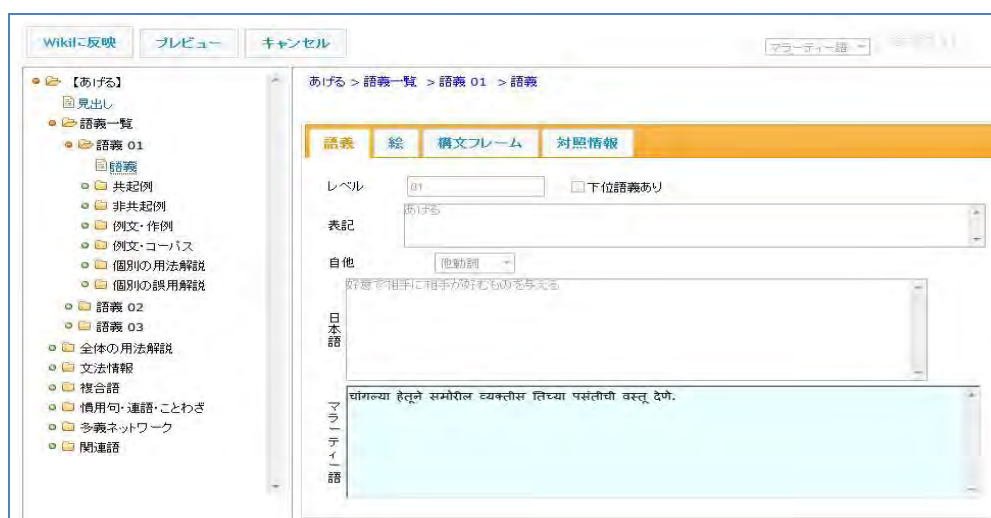 Wikiに反映 プレビュー キャンセル
マラーティー語
【あげる】
見出し
語義一覧
語義 01
語義
共起例
非共起例
例文・作例
例文・コーパス
個別の用法解説
個別の誤用解説
語義 02
語義 03
全体の用法解説
文法情報
複合語
慣用句・連語・ことわざ
多義ネットワーク
関連語
あげる > 語義一覧 > 語義 01 > 語義
語義 絵 構文フレーム 対照情報
レベル 01 下位語義あり
表記 あげる
自他 他動詞
日本語 好意で相手に相手が好むものを与える
マラーティー語 चांगल्या हेतूने समोरील व्यक्तीस तिच्या पसंतीची वस्तू देणे.